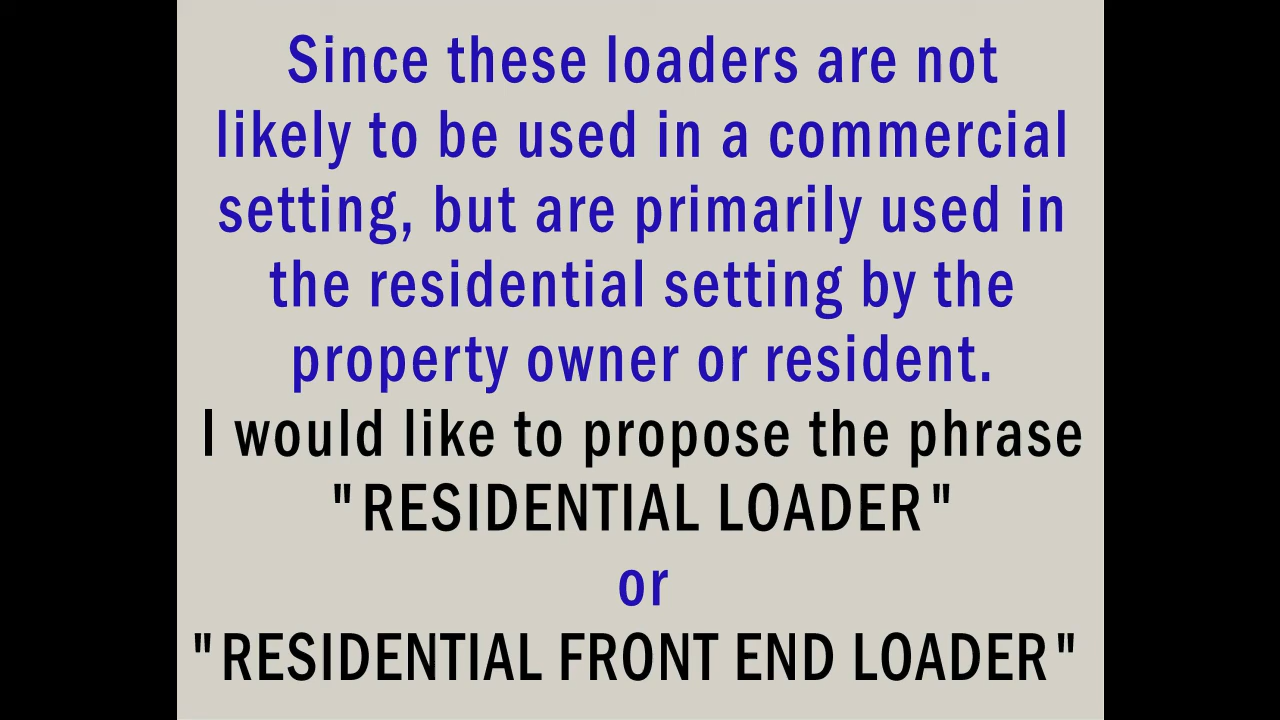 Since these loaders are not
likely to be used in a commercial
setting, but are primarily used in
the residential setting by the
property owner or resident.
I would like to propose the phrase
"RESIDENTIAL LOADER"
or
"RESIDENTIAL FRONT END LOADER"